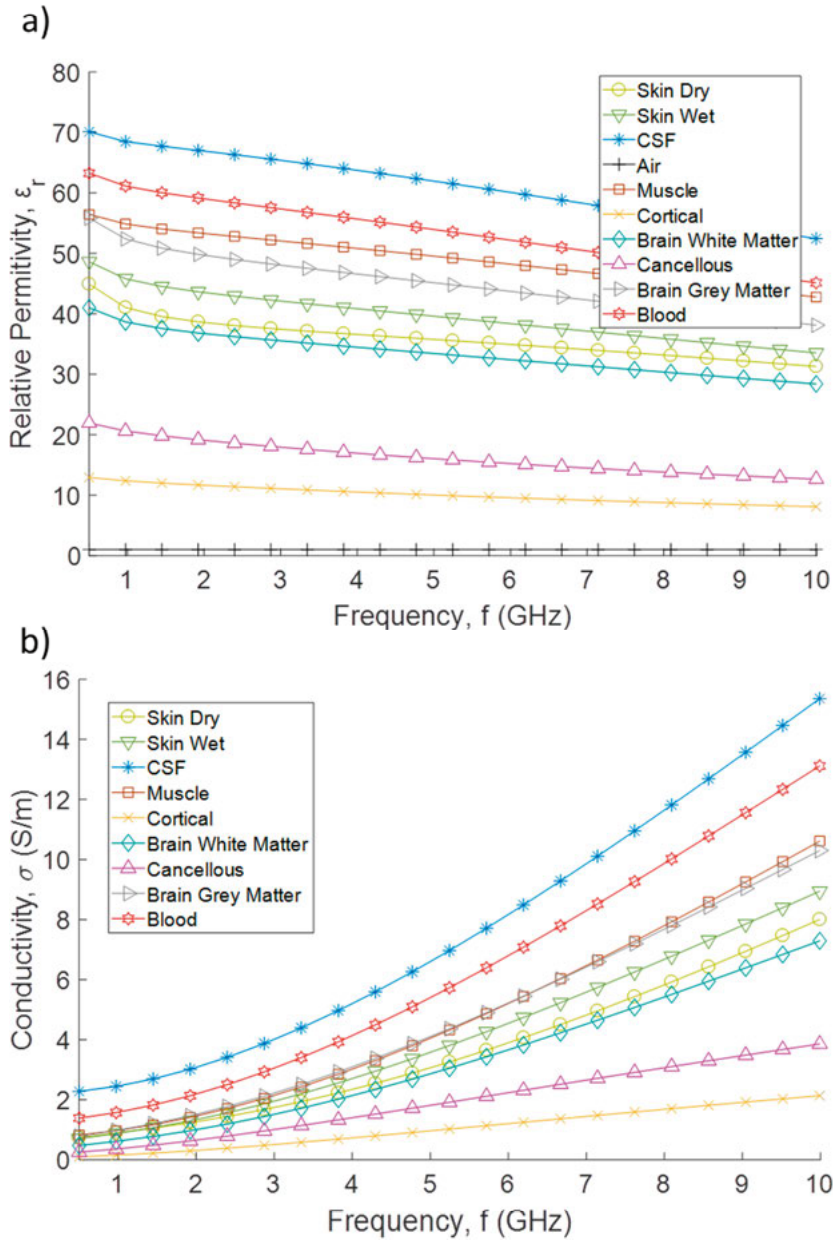 a)
80
70
60
50
40
30
20
10
0
Relative Permitivity, εr
Skin Dry
Skin Wet
CSF
Air
Muscle
Cortical
Brain White Matter
Cancellous
Brain Grey Matter
Blood
1 2 3 4 5 6 7 8 9 10
Frequency, f (GHz)
b)
16
14
12
10
8
6
4
2
0
Conductivity, σ (S/m)
Skin Dry
Skin Wet
CSF
Muscle
Cortical
Brain White Matter
Cancellous
Brain Grey Matter
Blood
1 2 3 4 5 6 7 8 9 10
Frequency, f (GHz)